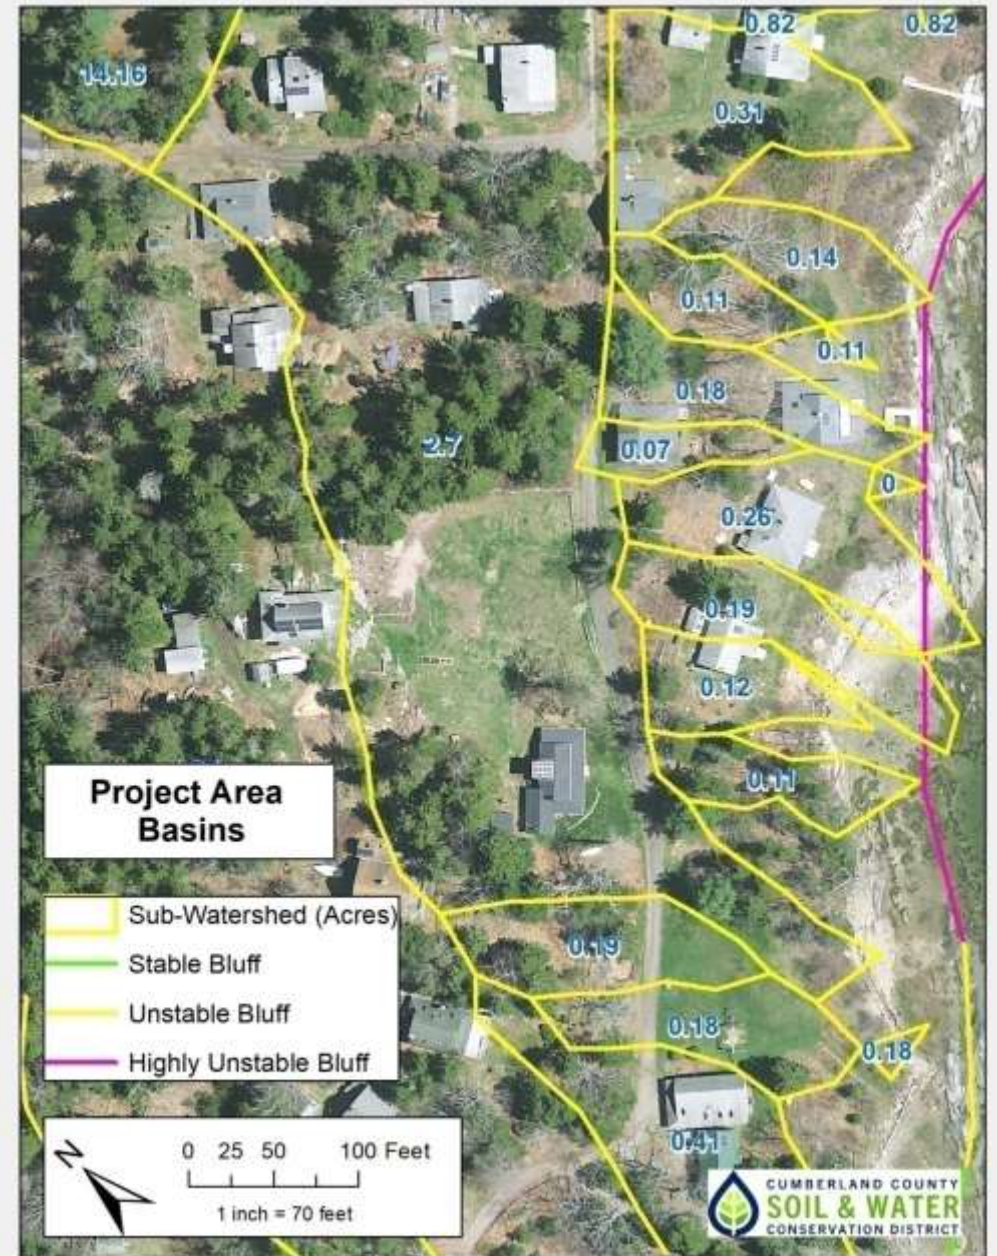 0.82
0.82
14.16
0.31
0.14
0.11
0.11
0.18
2.7
0.07
0
0.26
0.19
0.12
0.11
Project Area
Basins
Sub-Watershed (Acres)
Stable Bluff
Unstable Bluff
Highly Unstable Bluff
0.19
0.18
0.18
0.41
N
0 25 50 100 Feet
1 inch = 70 feet
CUMBERLAND COUNTY
SOIL & WATER
CONSERVATION DISTRICT